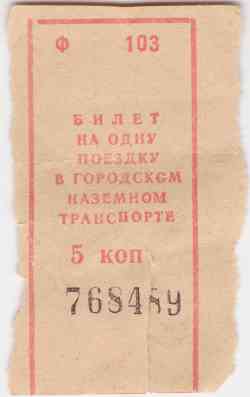 Ф 103
БИЛЕТ
НА ОДНУ
ПОЕЗДКУ
В ГОРОДСКОМ
НАЗЕМНОМ
ТРАНСПОРТЕ
5 КОП
768489